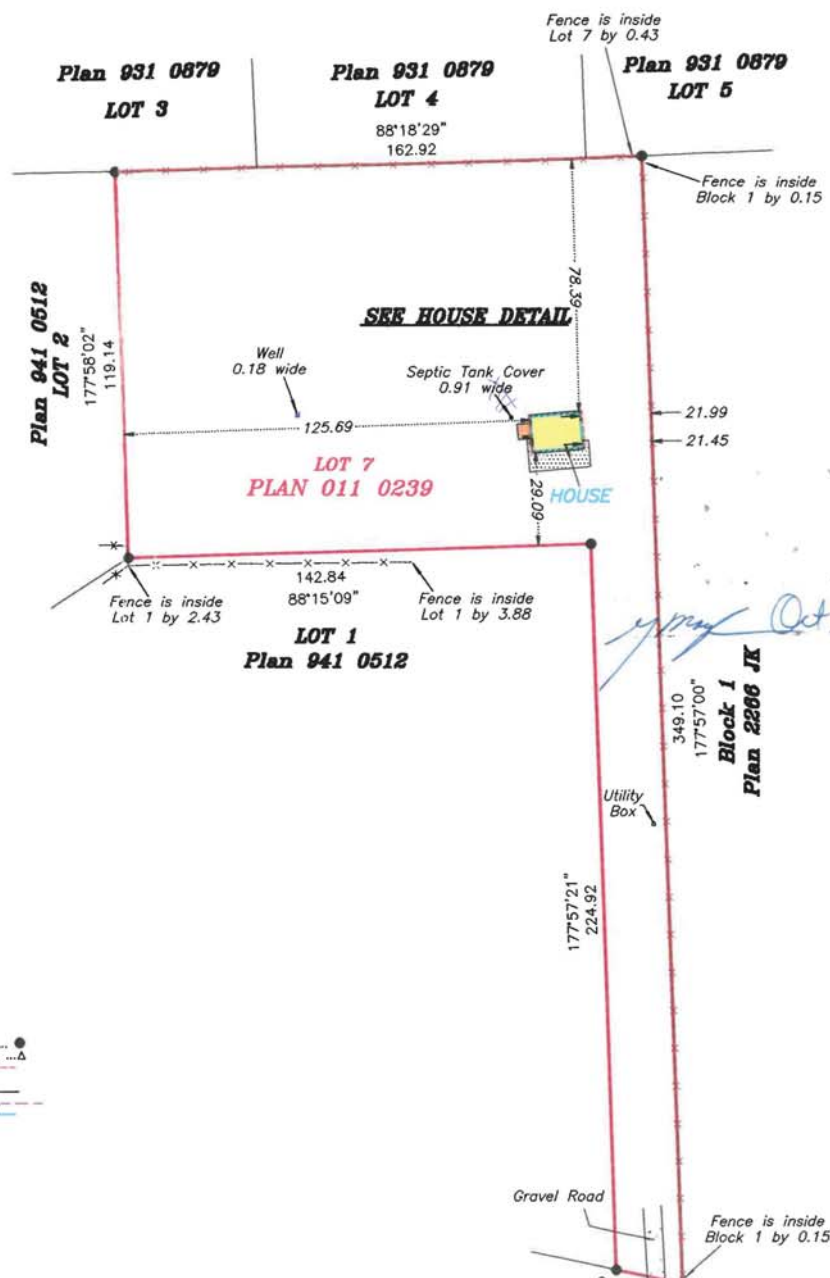 Fence is inside
Lot 7 by 0.43
Plan 931 0879
LOT 3
Plan 931 0879
LOT 4
Plan 931 0879
LOT 5
88°18'29"
162.92
Fence is inside
Block 1 by 0.15
Plan 941 0512
LOT 2
177°58'02"
119.14
78.39
SEE HOUSE DETAIL
Well
0.18 wide
Septic Tank Cover
0.91 wide
125.69
21.99
21.45
LOT 7
PLAN 011 0239
29.09
HOUSE
142.84
88°15'09"
Fence is inside
Lot 1 by 2.43
Fence is inside
Lot 1 by 3.88
LOT 1
Plan 941 0512
Oct
349.10
177°57'00"
Block 1
Plan 2266 JK
Utility
Box
177°57'21"
224.92
Gravel Road
Fence is inside
Block 1 by 0.15